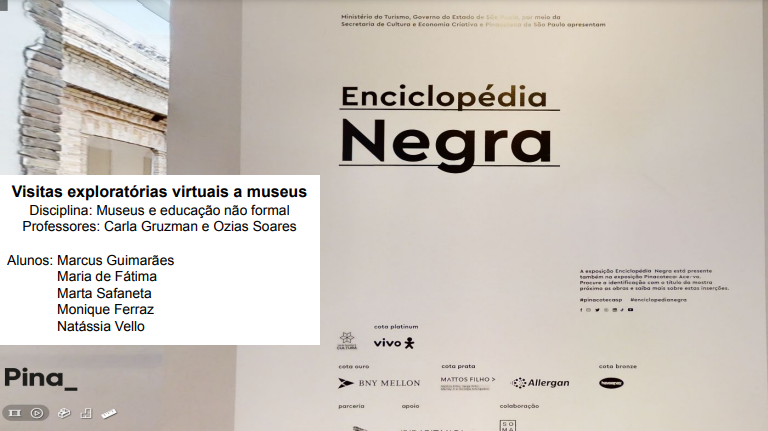 Ministério do Turismo, Governo do Estado de São Paulo, por meio da
Secretaria de Cultura e Economia Criativa e Pinacoteca de São Paulo apresentam
Enciclopédia
Negra
Visitas exploratórias virtuais a museus
Disciplina: Museus e educação não formal
Professores: Carla Gruzman e Ozias Soares
Alunos: Marcus Guimarães
Maria de Fátima
Marta Safaneta
Monique Ferraz
Natássia Vello
A exposição Enciclopédia Negra está presente
também na exposição Pinacoteca: Acervo.
Procure a identificação com o título da mostra
próximo às obras e saiba mais sobre estas inserções.
#pinacotecasp #enciclopedianegra
cota platinum
CULTURA
vivo
cota ouro cota prata cota bronze
BNY MELLON
MATTOS FILHO >
Allergan
Pina_
parceria apoio colaboração
SO
MA